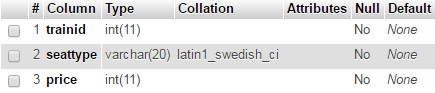 # Column Type Collation Attributes Null Default
1 trainid int(11) No None
2 seattype varchar(20) latin1_swedish_ci No None
3 price int(11) No None